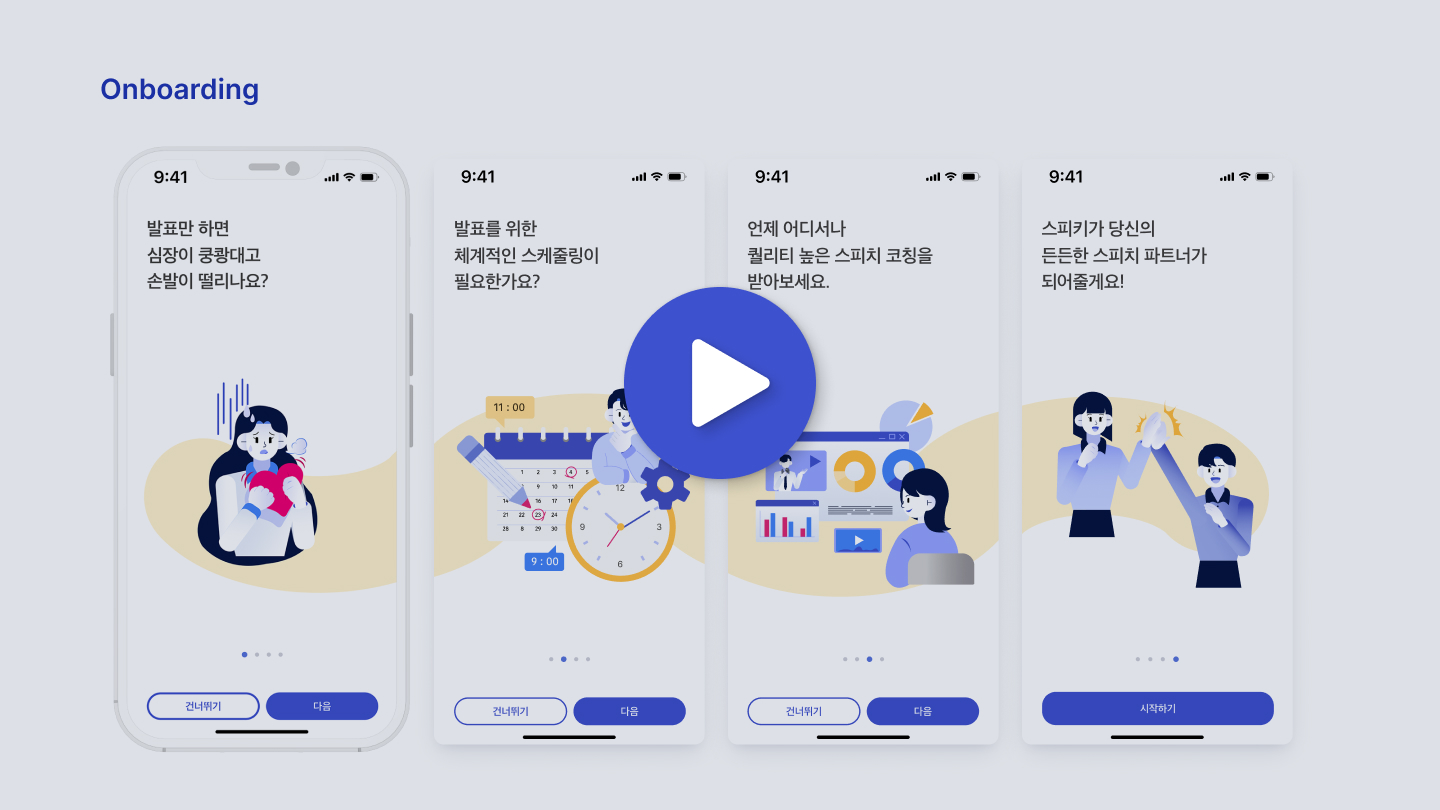 Onboarding
9:41
발표만 하면
심장이 쿵쾅대고
손발이 떨리나요?
건너뛰기
다음
9:41
발표를 위한
체계적인 스케줄링이
필요한가요?
11 : 00
1 2 3 4 5
14 16 17 18
21 22 23 24
28 8 29 30
12
3
6
9
9 : 00
건너뛰기
다음
9:41
언제 어디서나
퀄리티 높은 스피치 코칭을
받아보세요.
건너뛰기
다음
9:41
스피키가 당신의
든든한 스피치 파트너가
되어줄게요!
시작하기